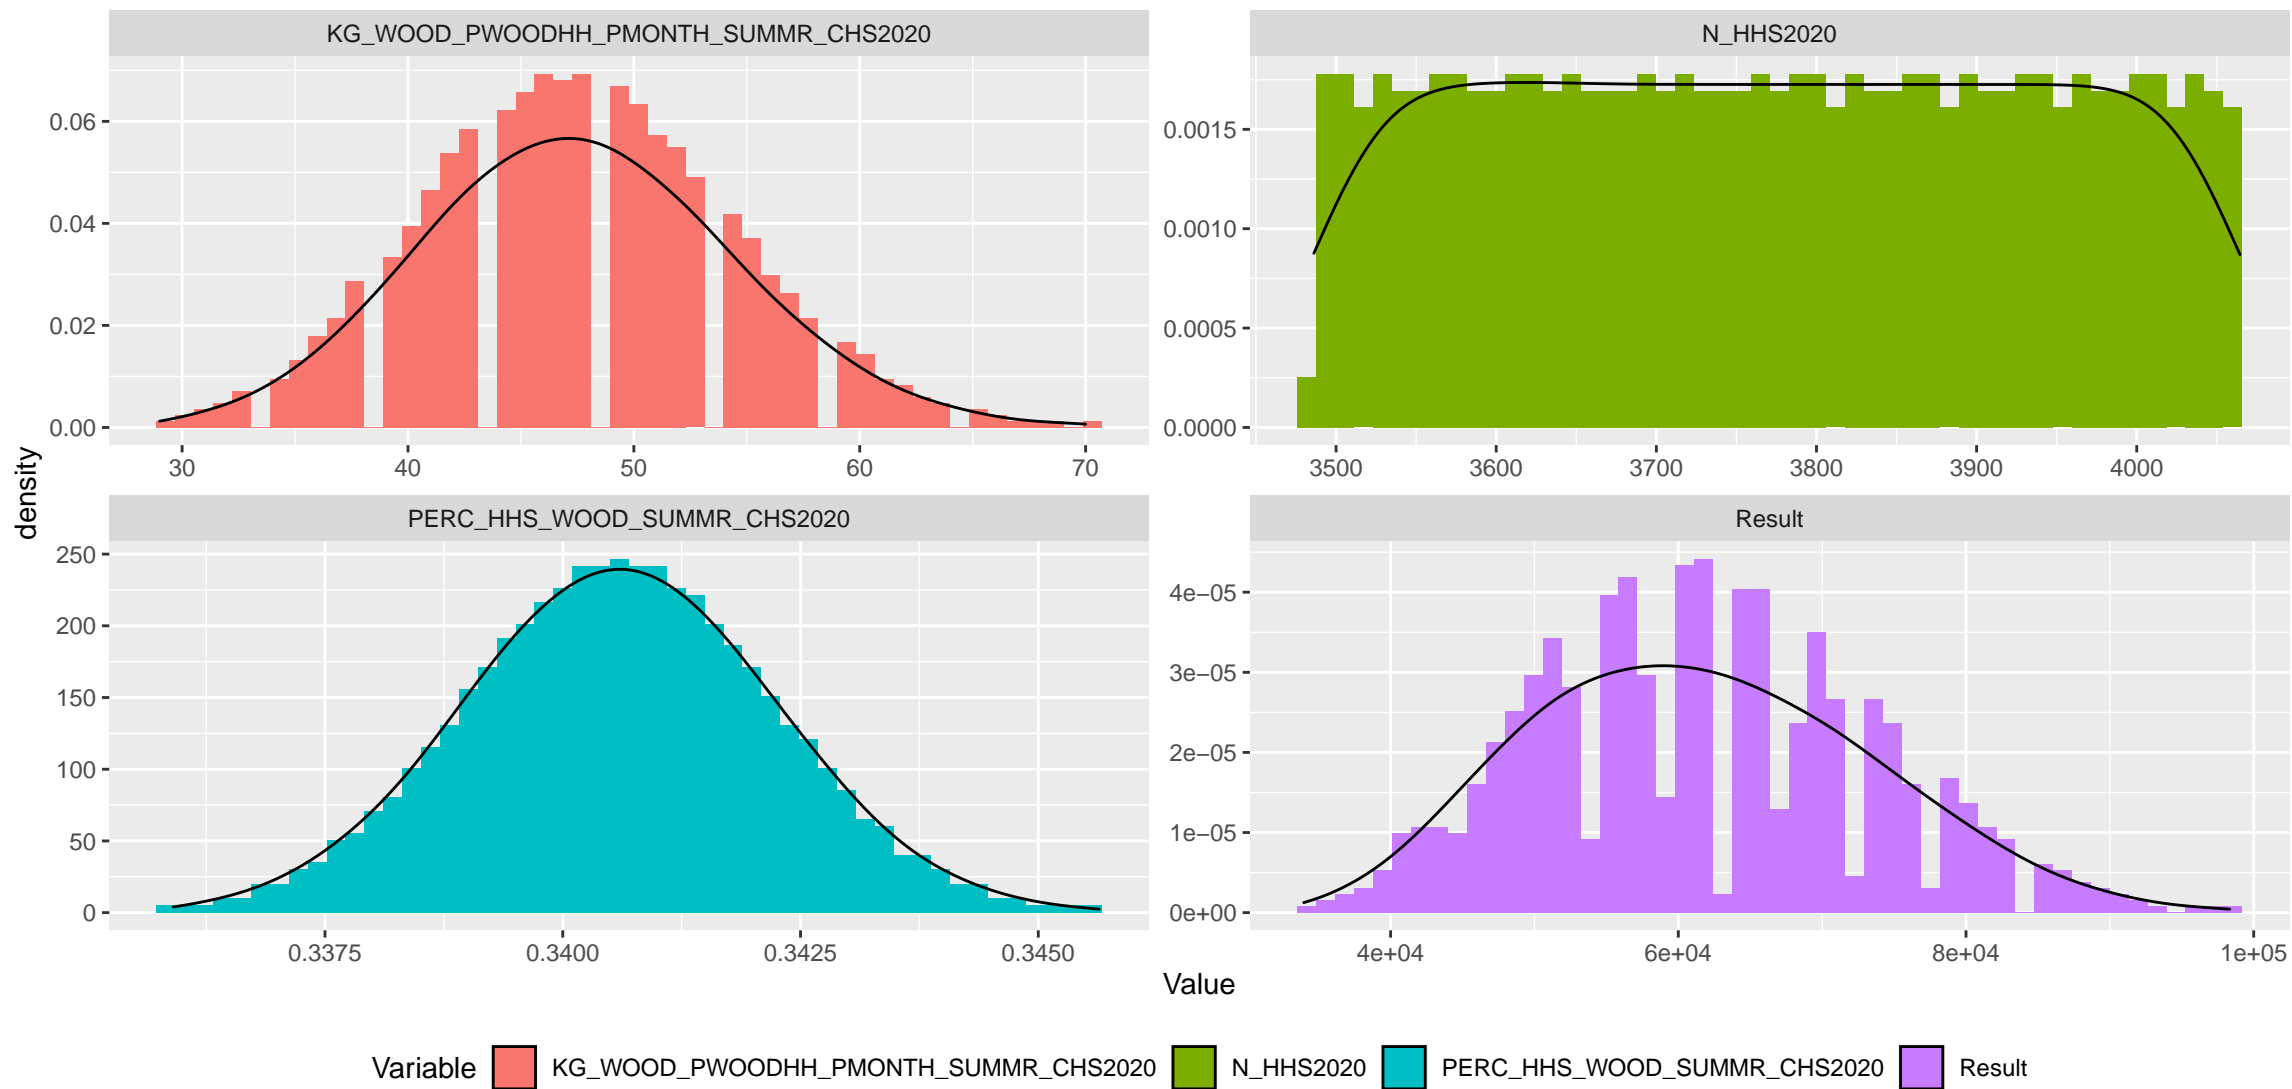 KG_WOOD_PWOODHH_PMONTH_SUMMR_CHS2020
N_HHS2020
0.06
0.04
0.02
0.00
30 40 50 60 70
0.0015
0.0010
0.0005
0.0000
3500 3600 3700 3800 3900 4000
PERC_HHS_WOOD_SUMMR_CHS2020
Result
250
200
150
100
50
0
0.3375 0.3400 0.3425 0.3450
4e−05
3e−05
2e−05
1e−05
0e+00
4e+04 6e+04 8e+04 1e+05
density
Value
Variable KG_WOOD_PWOODHH_PMONTH_SUMMR_CHS2020 N_HHS2020 PERC_HHS_WOOD_SUMMR_CHS2020 Result